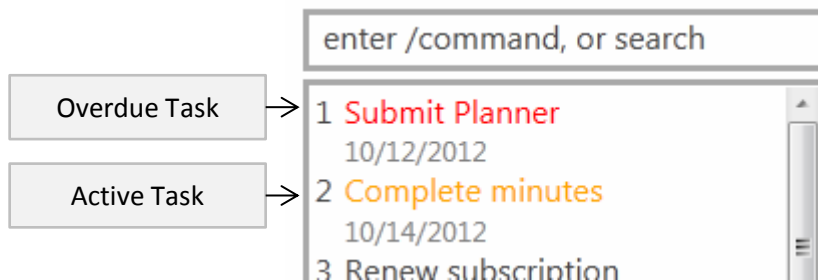 enter /command, or search
Overdue Task
1 Submit Planner
10/12/2012
Active Task
2 Complete minutes
10/14/2012
3 Renew subscription